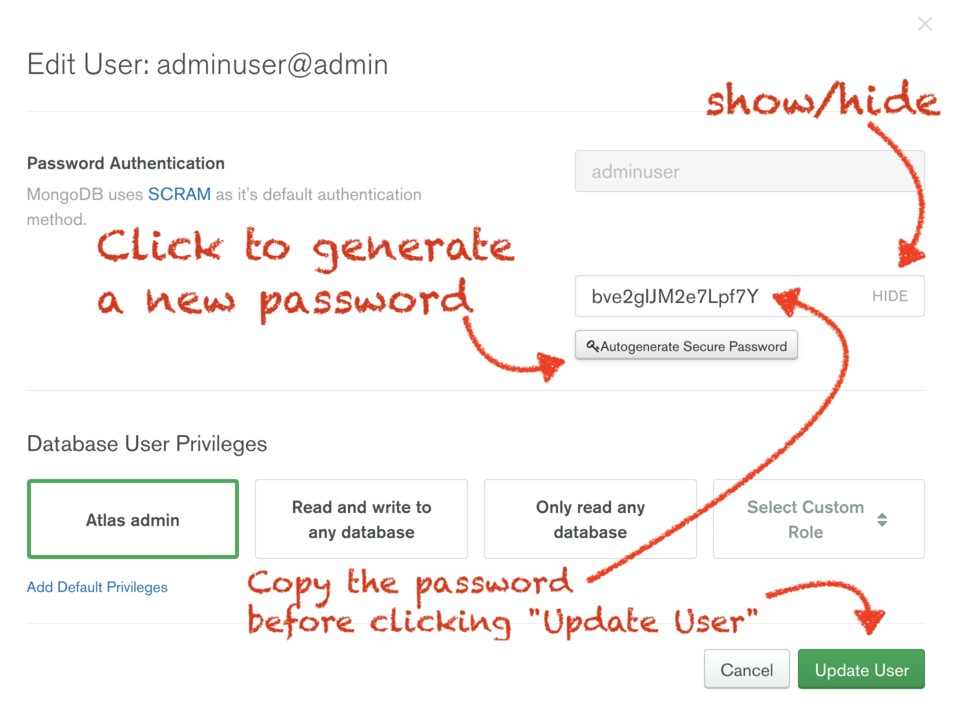 Edit User: adminuser@admin
show/hide
Password Authentication
MongoDB uses SCRAM as it's default authentication
method.
adminuser
Click to generate
a new password
bve2glJM2e7Lpf7Y
HIDE
Autogenerate Secure Password
Database User Privileges
Atlas admin
Read and write to
any database
Only read any
database
Select Custom
Role
Add Default Privileges
Copy the password
before clicking "Update User"
Cancel
Update User